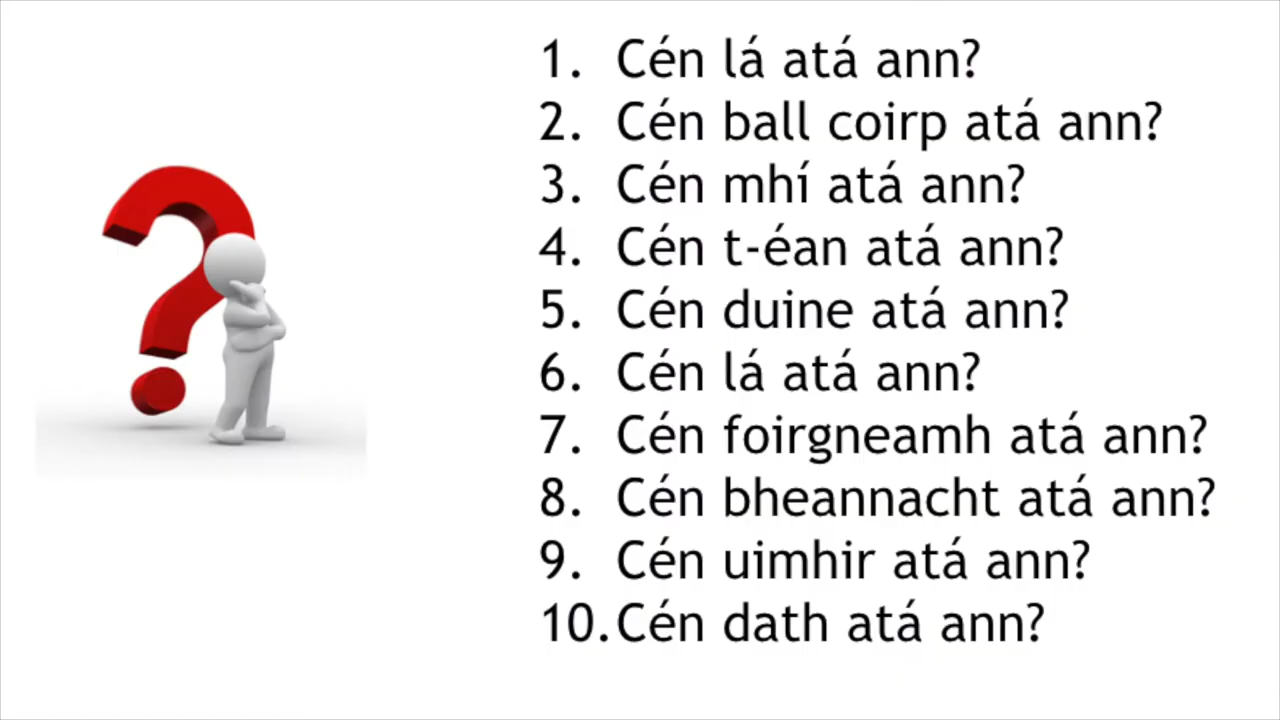 1. Cén lá atá ann?
2. Cén ball coirp atá ann?
3. Cén mhí atá ann?
4. Cén t-éan atá ann?
5. Cén duine atá ann?
6. Cén lá atá ann?
7. Cén foirgneamh atá ann?
8. Cén bheannacht atá ann?
9. Cén uimhir atá ann?
10. Cén dath atá ann?